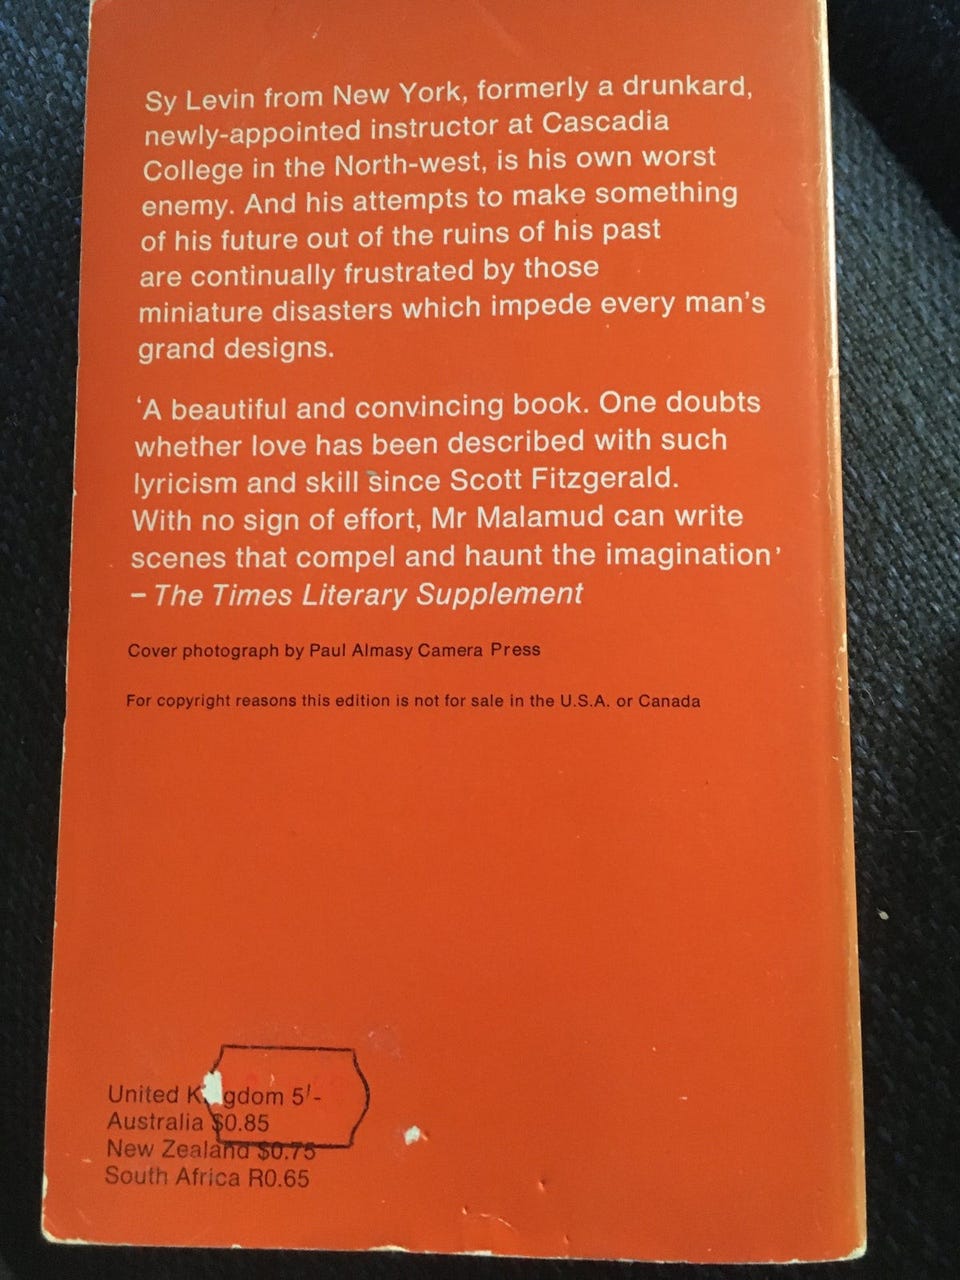 Sy Levin from New York, formerly a drunkard,
newly-appointed instructor at Cascadia
College in the North-west, is his own worst
enemy. And his attempts to make something
of his future out of the ruins of his past
are continually frustrated by those
miniature disasters which impede every man's
grand designs.
'A beautiful and convincing book. One doubts
whether love has been described with such
lyricism and skill since Scott Fitzgerald.
With no sign of effort, Mr Malamud can write
scenes that compel and haunt the imagination'
– The Times Literary Supplement
Cover photograph by Paul Almasy Camera Press
For copyright reasons this edition is not for sale in the U.S.A. or Canada
United Kingdom 5/-
Australia $0.85
New Zealand $0.75
South Africa R0.65